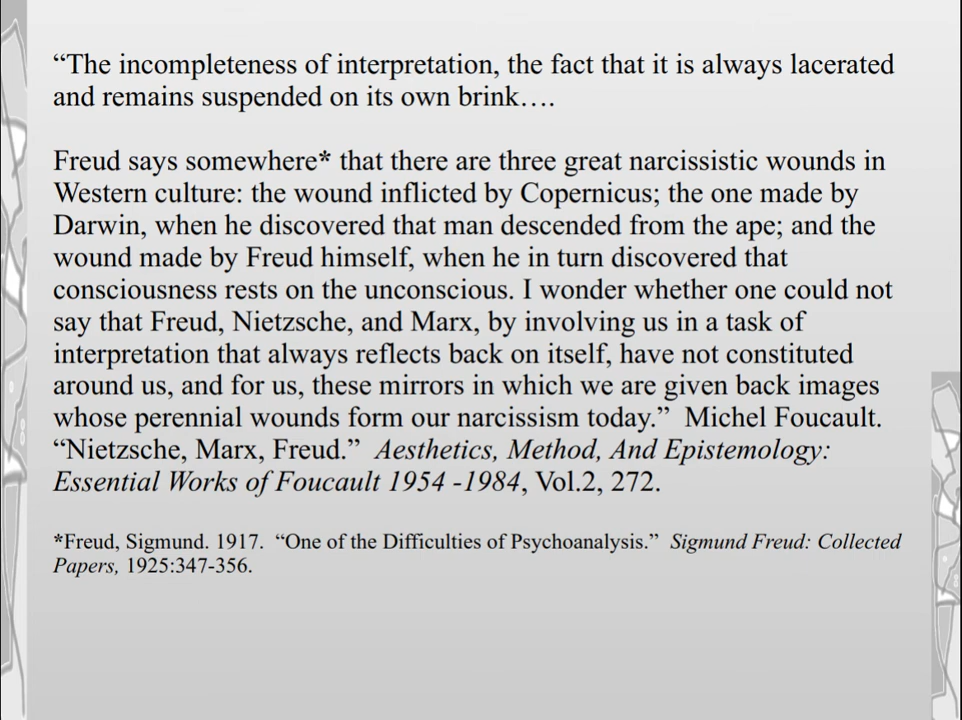 “The incompleteness of interpretation, the fact that it is always lacerated
and remains suspended on its own brink….
Freud says somewhere* that there are three great narcissistic wounds in
Western culture: the wound inflicted by Copernicus; the one made by
Darwin, when he discovered that man descended from the ape; and the
wound made by Freud himself, when he in turn discovered that
consciousness rests on the unconscious. I wonder whether one could not
say that Freud, Nietzsche, and Marx, by involving us in a task of
interpretation that always reflects back on itself, have not constituted
around us, and for us, these mirrors in which we are given back images
whose perennial wounds form our narcissism today.”  Michel Foucault.
“Nietzsche, Marx, Freud.”  Aesthetics, Method, And Epistemology:
Essential Works of Foucault 1954 -1984, Vol.2, 272.
*Freud, Sigmund. 1917.  “One of the Difficulties of Psychoanalysis.”  Sigmund Freud: Collected
Papers, 1925:347-356.